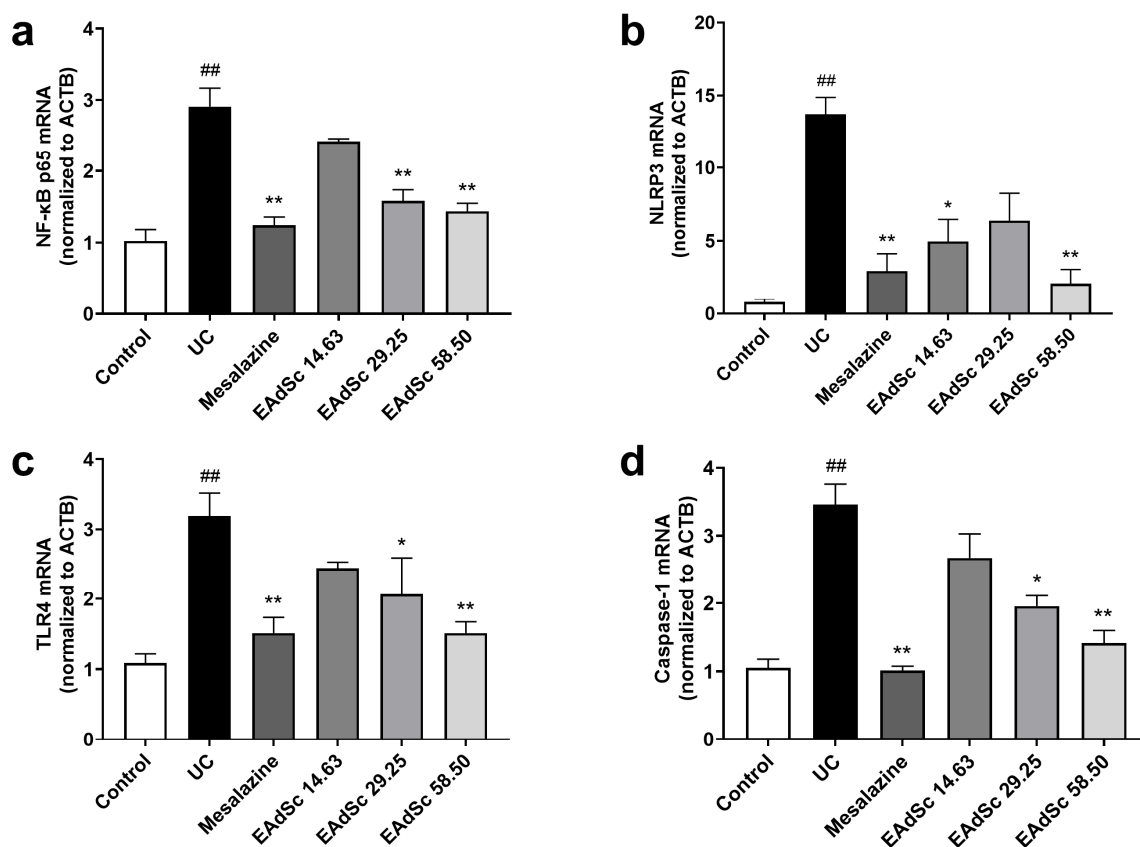 a
NF-κB p65 mRNA
(normalized to ACTB)
4
3
2
1
0
##
**
**
**
Control
UC
Mesalazine
EAdSc 14.63
EAdSc 29.25
EAdSc 58.50
b
NLRP3 mRNA
(normalized to ACTB)
20
15
10
5
0
##
**
*
**
Control
UC
Mesalazine
EAdSc 14.63
EAdSc 29.25
EAdSc 58.50
c
TLR4 mRNA
(normalized to ACTB)
4
3
2
1
0
##
**
*
**
Control
UC
Mesalazine
EAdSc 14.63
EAdSc 29.25
EAdSc 58.50
d
Caspase-1 mRNA
(normalized to ACTB)
4
3
2
1
0
##
**
*
**
Control
UC
Mesalazine
EAdSc 14.63
EAdSc 29.25
EAdSc 58.50